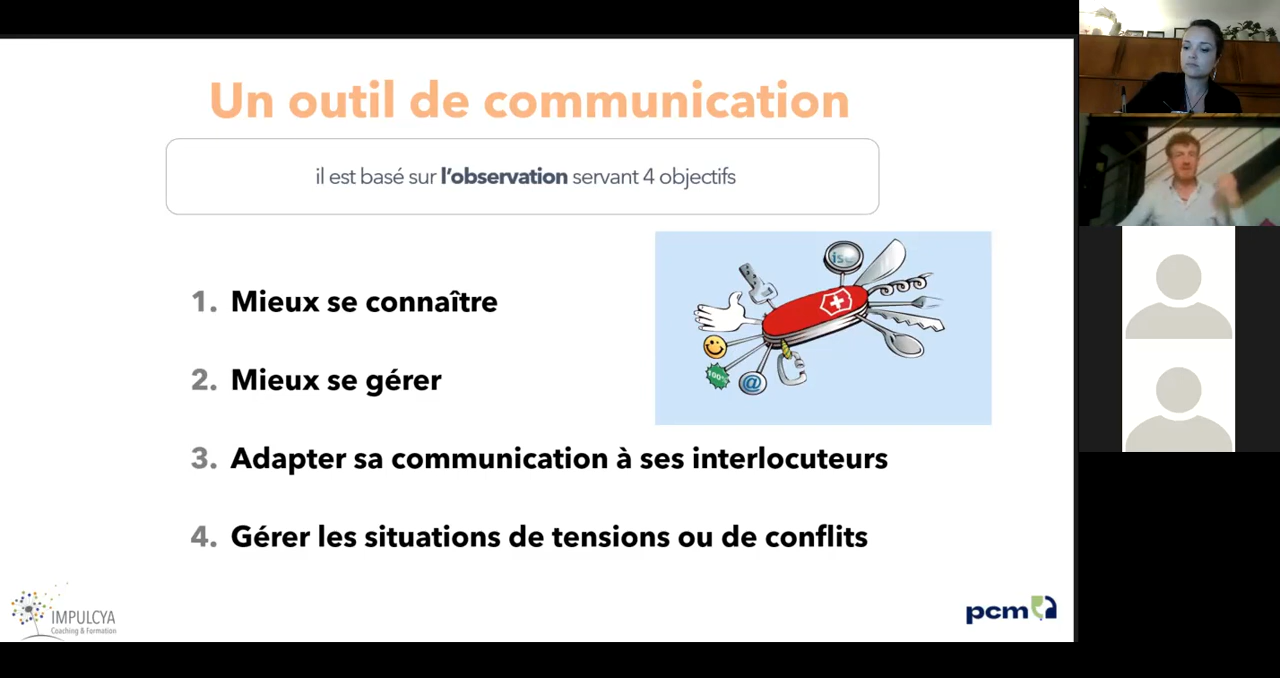 Un outil de communication
il est basé sur l'observation servant 4 objectifs
1. Mieux se connaître
2. Mieux se gérer
3. Adapter sa communication à ses interlocuteurs
4. Gérer les situations de tensions ou de conflits
100%
@
IMPULCYA
Coaching & Formation
pcm